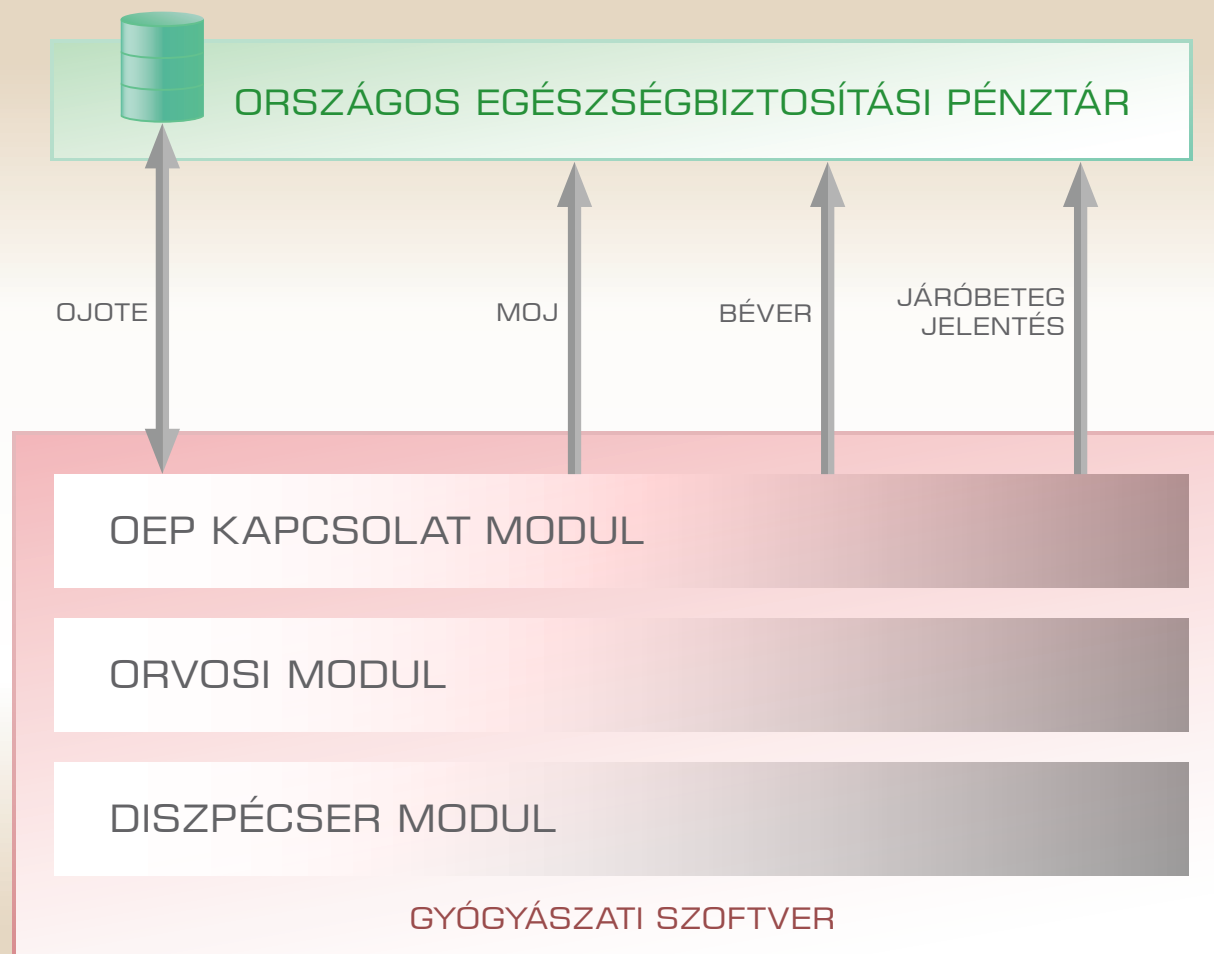 ORSZÁGOS EGÉSZSÉGBIZTOSÍTÁSI PÉNZTÁR
OJOTE
MOJ
BÉVER
JÁRÓBETEG
JELENTÉS
OEP KAPCSOLAT MODUL
ORVOSI MODUL
DISZPÉCSER MODUL
GYÓGYÁSZATI SZOFTVER